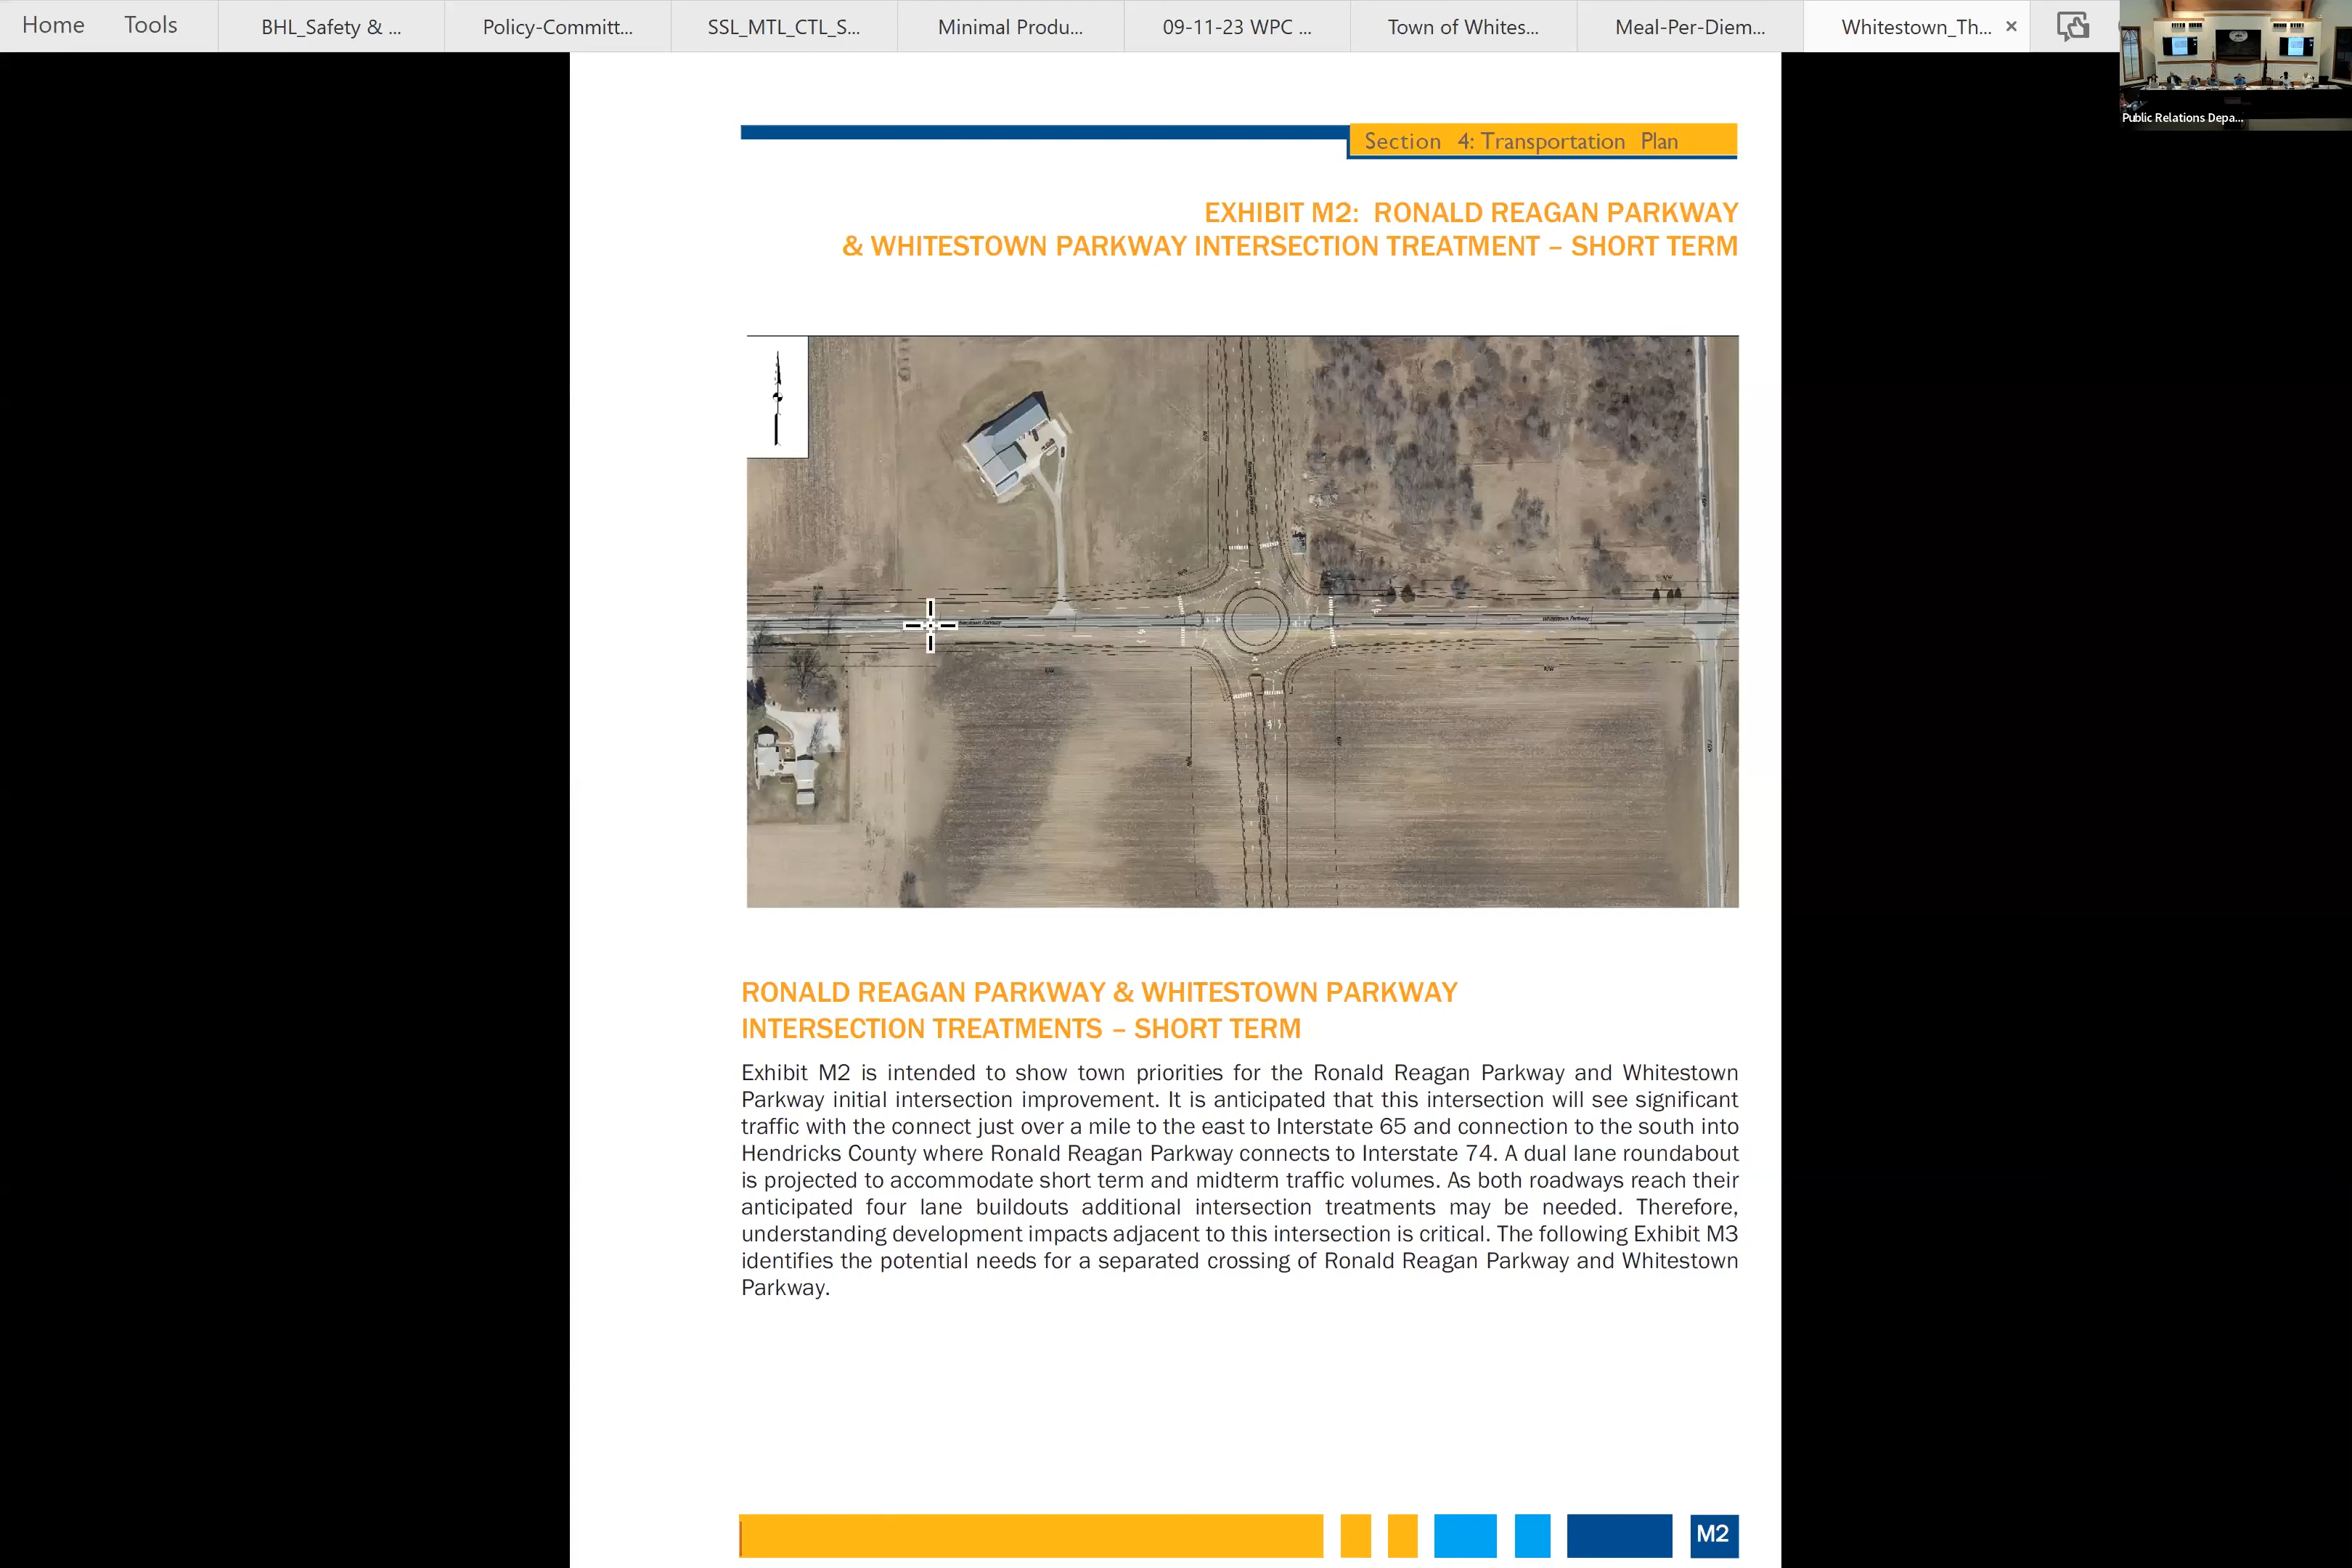 Home Tools BHL_Safety & ... Policy-Committ... SSL_MTL_CTL_S... Minimal Produ... 09-11-23 WPC ... Town of Whites... Meal-Per-Diem... Whitestown_Th... ×
Public Relations Depa...
Section 4: Transportation Plan
EXHIBIT M2: RONALD REAGAN PARKWAY
& WHITESTOWN PARKWAY INTERSECTION TREATMENT – SHORT TERM
Whitestown Parkway
R/W
R/W
RONALD REAGAN PARKWAY & WHITESTOWN PARKWAY
INTERSECTION TREATMENTS – SHORT TERM
Exhibit M2 is intended to show town priorities for the Ronald Reagan Parkway and Whitestown
Parkway initial intersection improvement. It is anticipated that this intersection will see significant
traffic with the connect just over a mile to the east to Interstate 65 and connection to the south into
Hendricks County where Ronald Reagan Parkway connects to Interstate 74. A dual lane roundabout
is projected to accommodate short term and midterm traffic volumes. As both roadways reach their
anticipated four lane buildouts additional intersection treatments may be needed. Therefore,
understanding development impacts adjacent to this intersection is critical. The following Exhibit M3
identifies the potential needs for a separated crossing of Ronald Reagan Parkway and Whitestown
Parkway.
M2